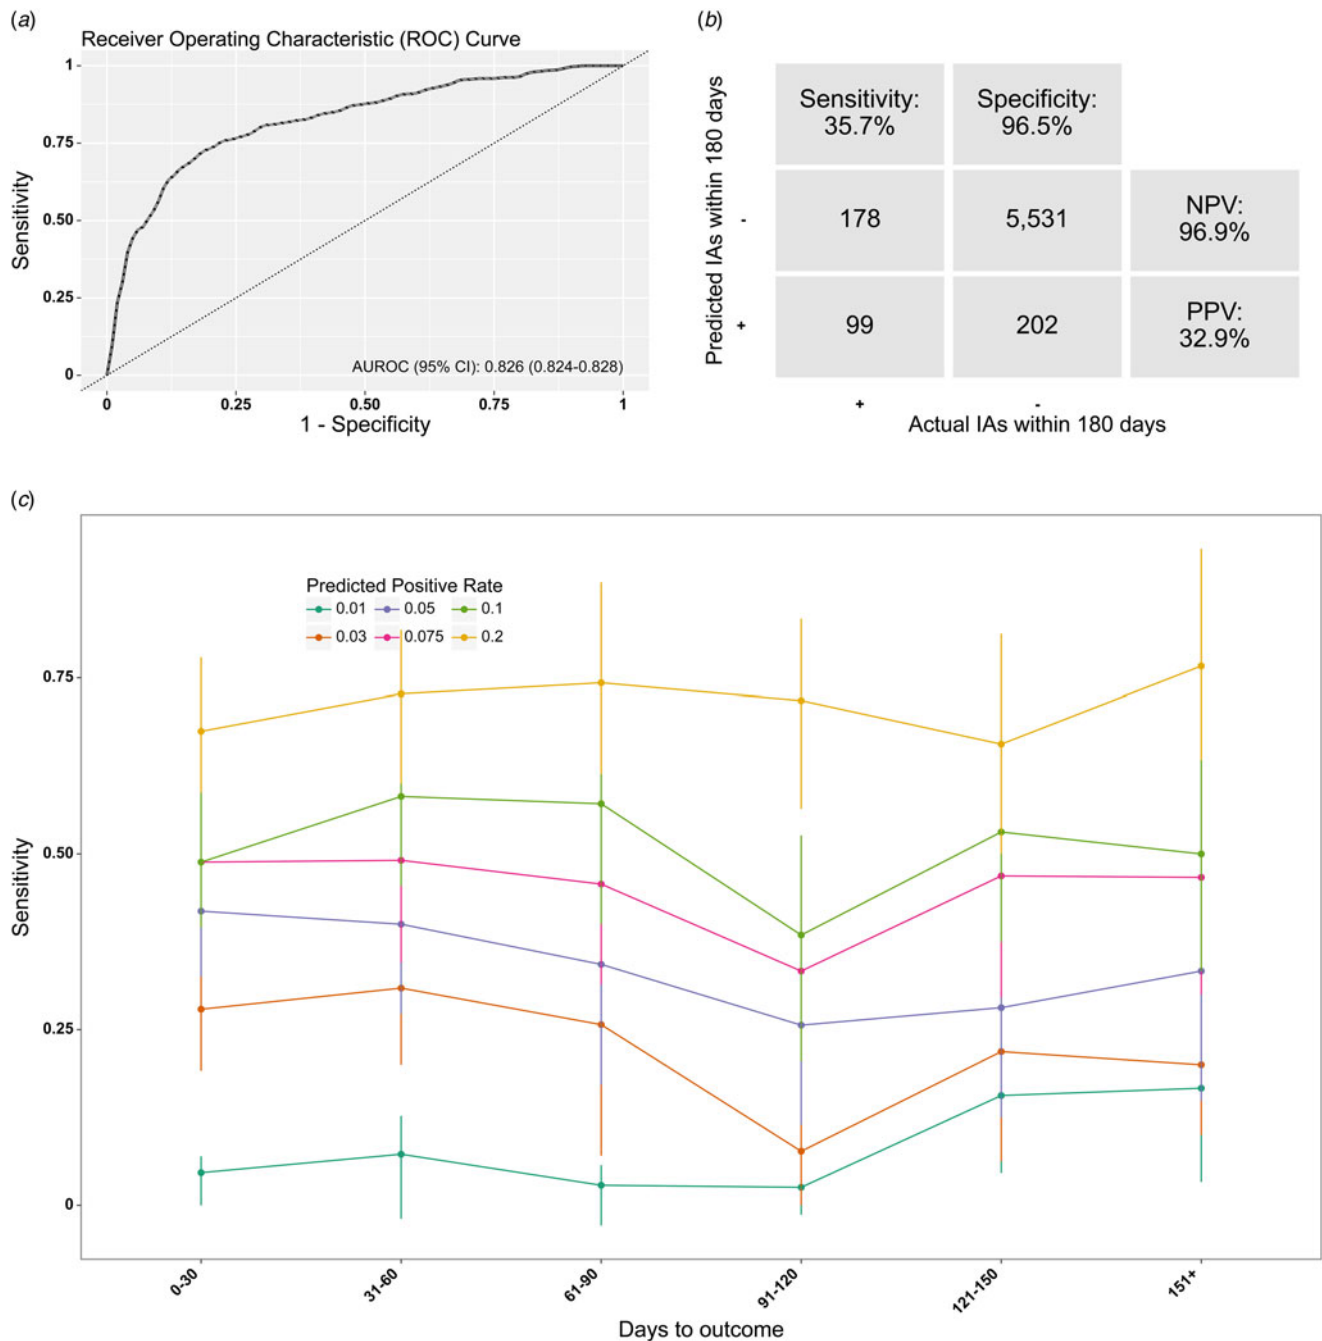 (a)
Receiver Operating Characteristic (ROC) Curve
1
0.75
0.50
0.25
0
Sensitivity
AUROC (95% CI): 0.826 (0.824-0.828)
0 0.25 0.50 0.75 1
1 - Specificity
(b)
Predicted IAs within 180 days
Sensitivity:
35.7%
Specificity:
96.5%
-
178
5,531
NPV:
96.9%
+
99
202
PPV:
32.9%
+ -
Actual IAs within 180 days
(c)
Predicted Positive Rate
0.01 0.05 0.1
0.03 0.075 0.2
0.75
0.50
0.25
0
Sensitivity
0-30 31-60 61-90 91-120 121-150 151+
Days to outcome